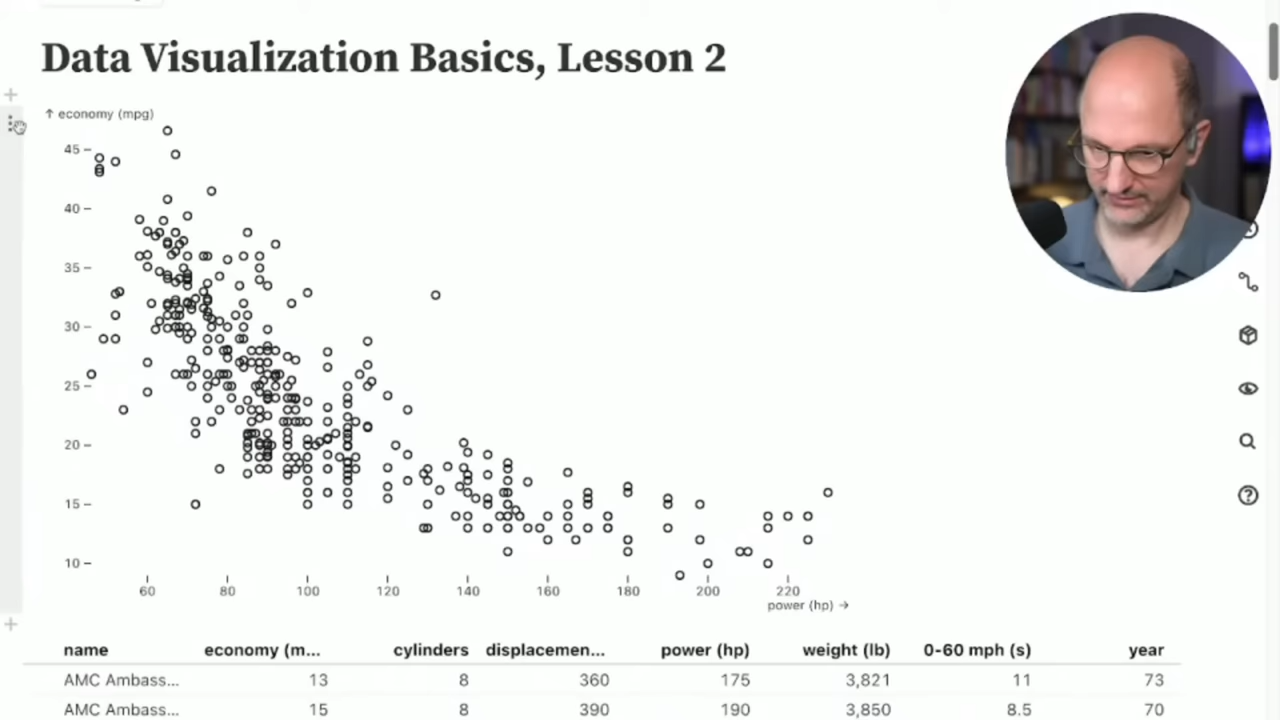 Data Visualization Basics, Lesson 2
↑ economy (mpg)
45
40
35
30
25
20
15
10
60 80 100 120 140 160 180 200 220
power (hp) →
name economy (m... cylinders displacemen... power (hp) weight (lb) 0-60 mph (s) year
AMC Ambass... 13 8 360 175 3,821 11 73
AMC Ambass... 15 8 390 190 3,850 8.5 70